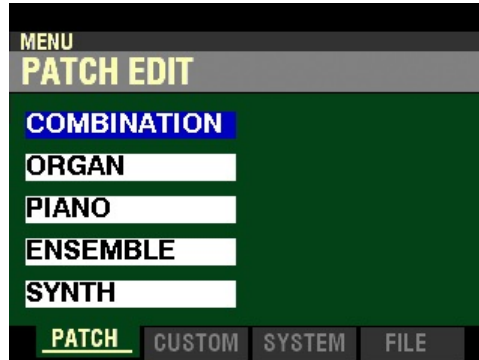 MENU
PATCH EDIT
COMBINATION
ORGAN
PIANO
ENSEMBLE
SYNTH
PATCH CUSTOM SYSTEM FILE